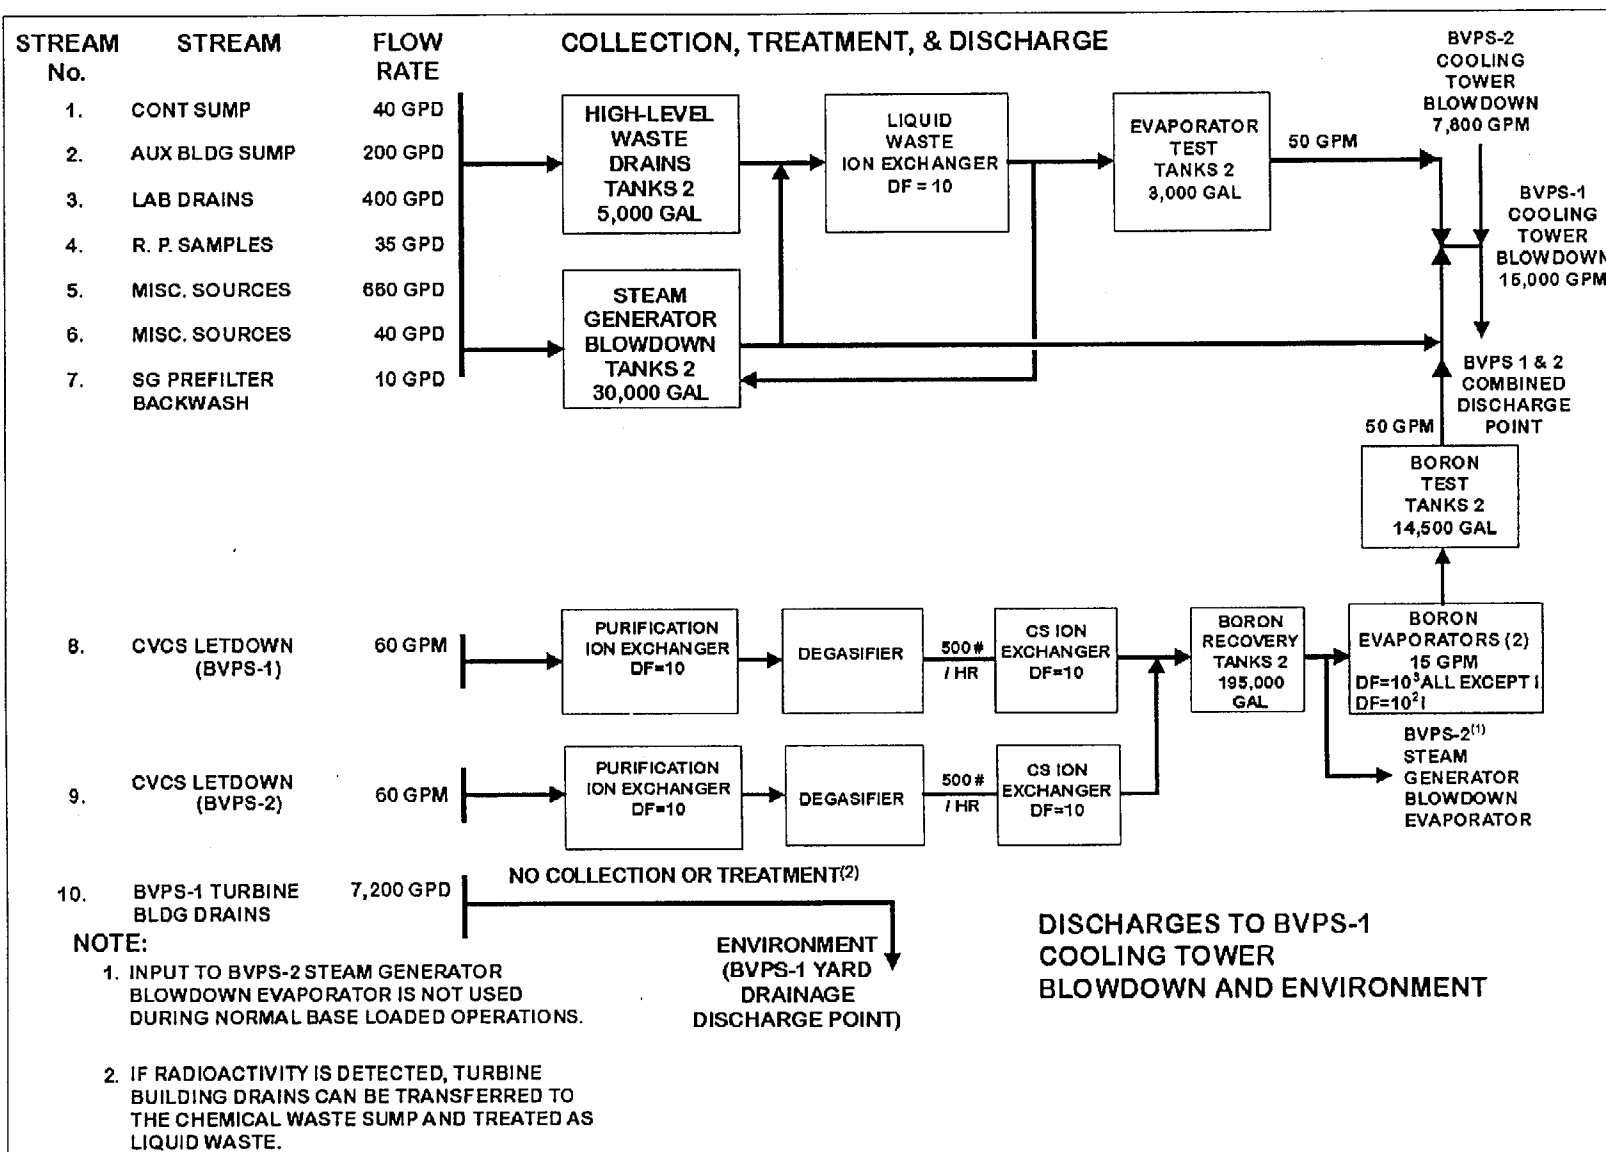 STREAM No.
STREAM
FLOW RATE
COLLECTION, TREATMENT, & DISCHARGE
1. CONT SUMP 40 GPD
2. AUX BLDG SUMP 200 GPD
3. LAB DRAINS 400 GPD
4. R. P. SAMPLES 35 GPD
5. MISC. SOURCES 660 GPD
6. MISC. SOURCES 40 GPD
7. SG PREFILTER 10 GPD
BACKWASH
HIGH-LEVEL
WASTE
DRAINS
TANKS 2
5,000 GAL
LIQUID
WASTE
ION EXCHANGER
DF = 10
EVAPORATOR
TEST
TANKS 2
3,000 GAL
50 GPM
BVPS-2
COOLING
TOWER
BLOWDOWN
7,800 GPM
BVPS-1
COOLING
TOWER
BLOWDOWN
15,000 GPM
STEAM
GENERATOR
BLOWDOWN
TANKS 2
30,000 GAL
BVPS 1 & 2
COMBINED
DISCHARGE
POINT
50 GPM
BORON
TEST
TANKS 2
14,500 GAL
8. CVCS LETDOWN 60 GPM
(BVPS-1)
PURIFICATION
ION EXCHANGER
DF=10
DEGASIFIER
500 #
/ HR
CS ION
EXCHANGER
DF=10
BORON
RECOVERY
TANKS 2
195,000
GAL
BORON
EVAPORATORS (2)
15 GPM
DF=10³ ALL EXCEPT I
DF=10² I
BVPS-2(1)
STEAM
GENERATOR
BLOWDOWN
EVAPORATOR
9. CVCS LETDOWN 60 GPM
(BVPS-2)
PURIFICATION
ION EXCHANGER
DF=10
DEGASIFIER
500 #
/ HR
CS ION
EXCHANGER
DF=10
10. BVPS-1 TURBINE 7,200 GPD
BLDG DRAINS
NO COLLECTION OR TREATMENT(2)
ENVIRONMENT
(BVPS-1 YARD
DRAINAGE
DISCHARGE POINT)
DISCHARGES TO BVPS-1
COOLING TOWER
BLOWDOWN AND ENVIRONMENT
NOTE:
1. INPUT TO BVPS-2 STEAM GENERATOR
BLOWDOWN EVAPORATOR IS NOT USED
DURING NORMAL BASE LOADED OPERATIONS.
2. IF RADIOACTIVITY IS DETECTED, TURBINE
BUILDING DRAINS CAN BE TRANSFERRED TO
THE CHEMICAL WASTE SUMP AND TREATED AS
LIQUID WASTE.